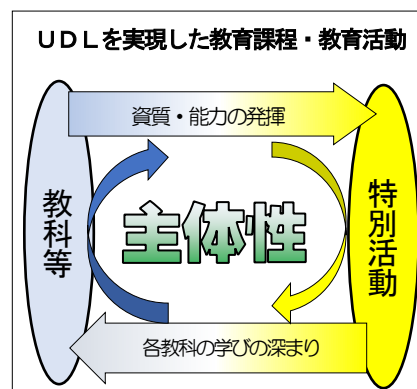 UDLを実現した教育課程・教育活動
資質・能力の発揮
教科等
主体性
特別活動
各教科の学びの深まり